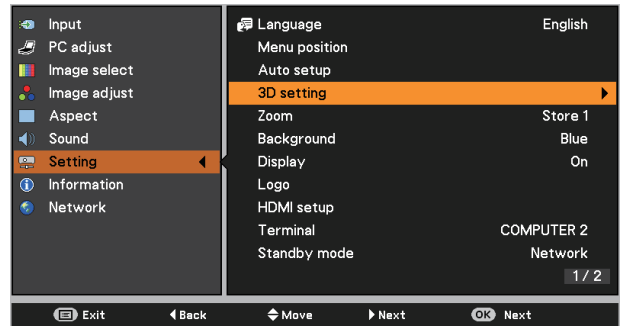 Input
PC adjust
Image select
Image adjust
Aspect
Sound
Setting
Information
Network
Language English
Menu position
Auto setup
3D setting
Zoom Store 1
Background Blue
Display On
Logo
HDMI setup
Terminal COMPUTER 2
Standby mode Network
1/2
Exit Back Move Next OK Next